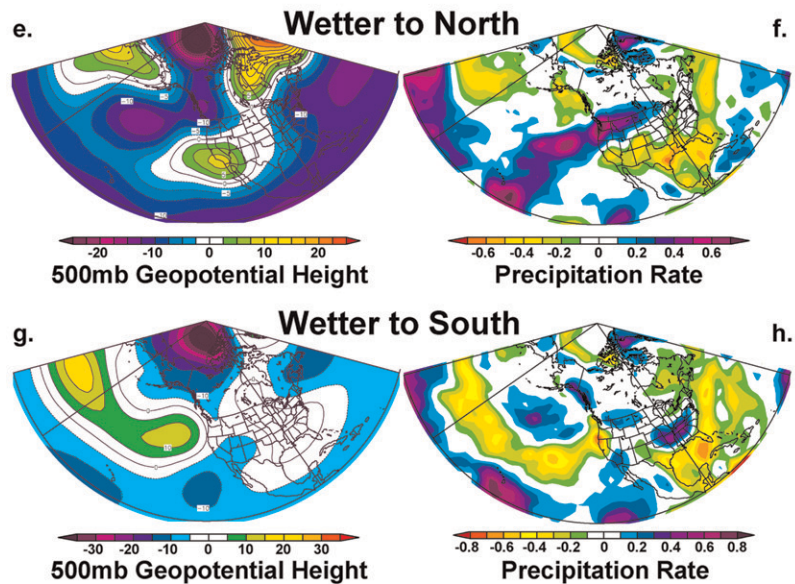 e. Wetter to North f.
-20 -10 0 10 20
500mb Geopotential Height
-0.6 -0.4 -0.2 0 0.2 0.4 0.6
Precipitation Rate
g. Wetter to South h.
-30 -20 -10 0 10 20 30
500mb Geopotential Height
-0.8 -0.6 -0.4 -0.2 0 0.2 0.4 0.6 0.8
Precipitation Rate